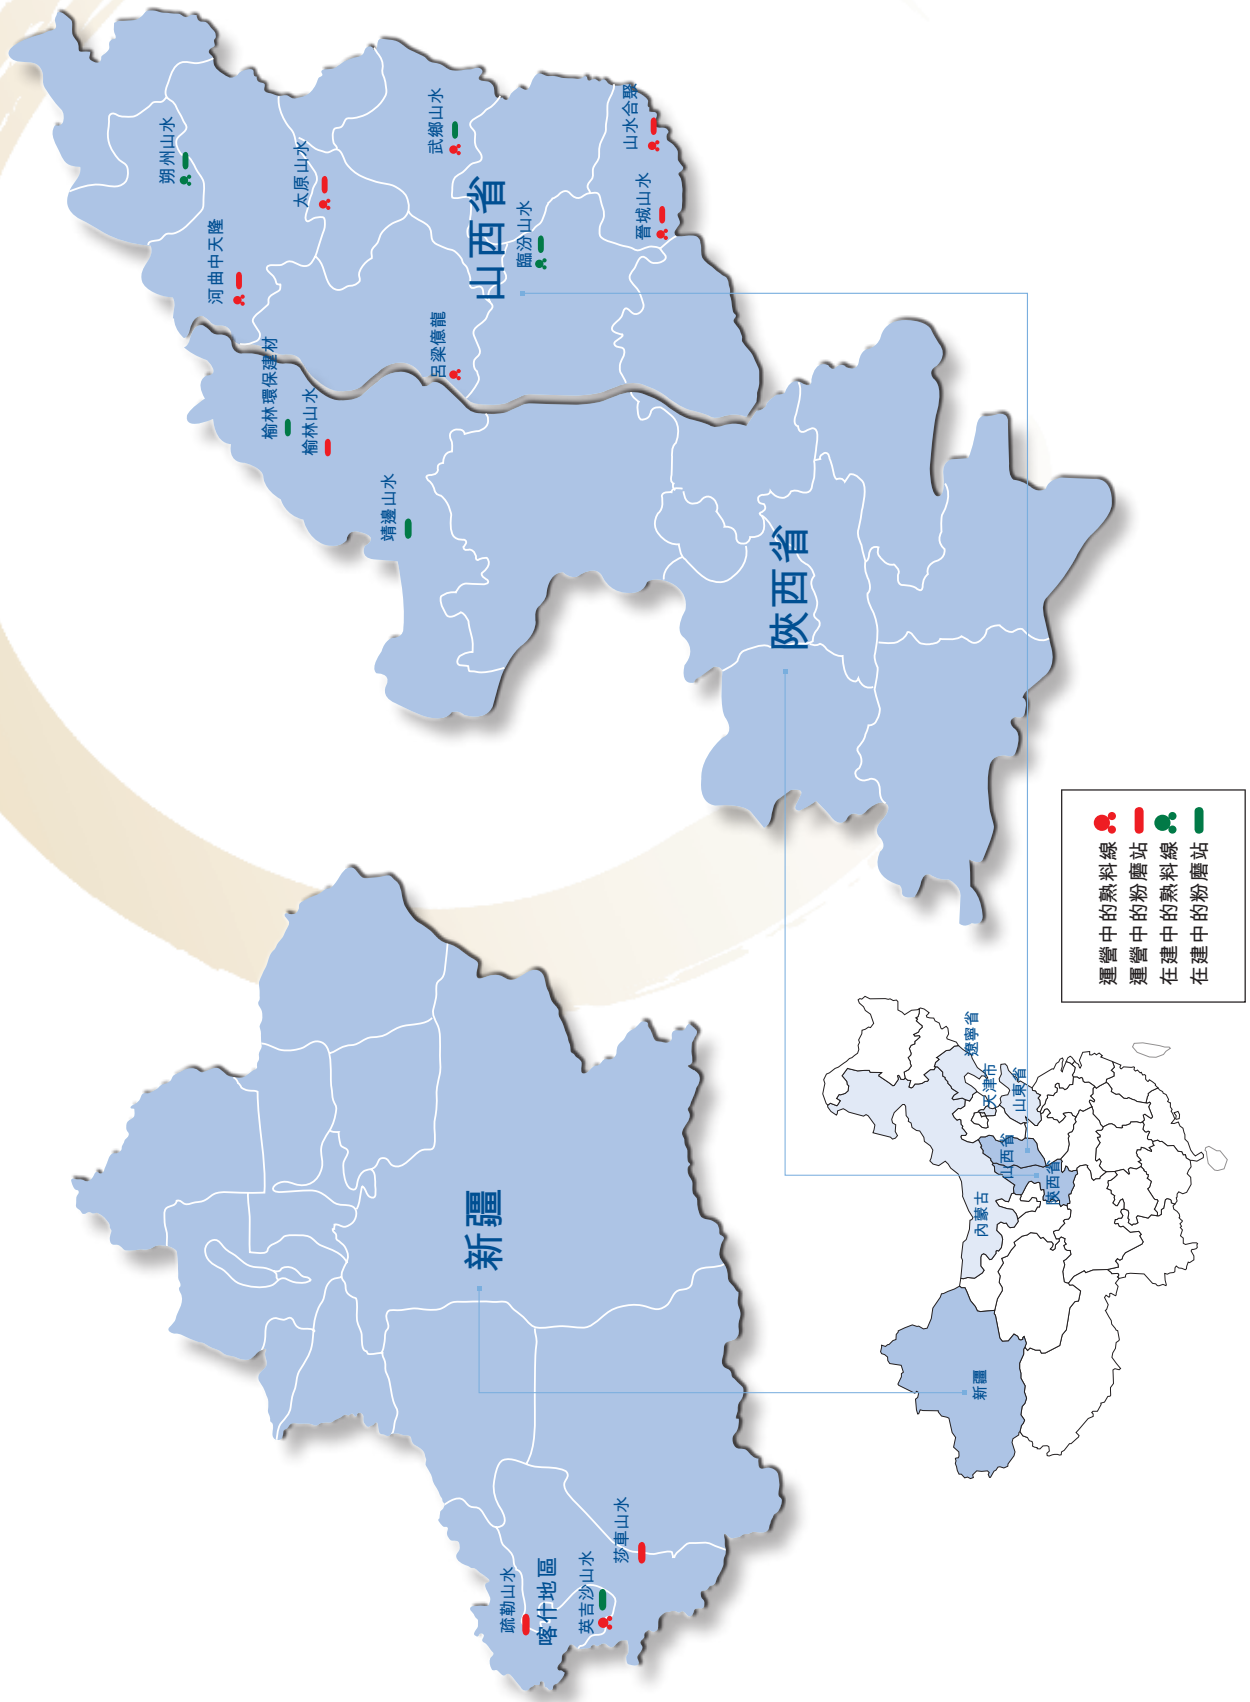 新疆
疏勒山水
喀什地區
英吉沙山水
莎車山水
山西省
朔州山水
河曲中天隆
太原山水
武鄉山水
呂梁億龍
臨汾山水
山水合聚
晉城山水
陝西省
榆林環保建材
榆林山水
靖邊山水
新疆
內蒙古
陝西省
山西省
天津市
山東省
遼寧省
運營中的熟料線
運營中的粉磨站
在建中的熟料線
在建中的粉磨站